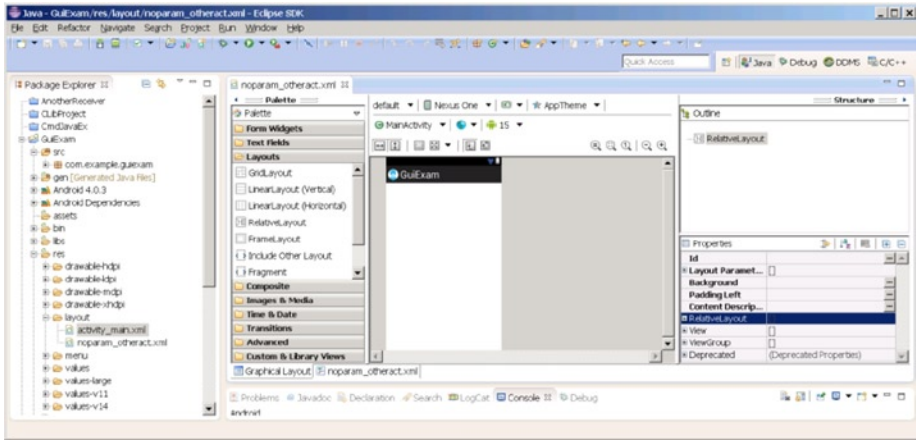 Java - GuiExam/res/layout/noparam_otheract.xml - Eclipse SDK
File Edit Refactor Navigate Search Project Run Window Help
Quick Access
Java Debug DDMS C/C++
Package Explorer
AnotherReceiver
CLibProject
CmdJavaEx
GuiExam
src
com.example.guiexam
gen [Generated Java Files]
Android 4.0.3
Android Dependencies
assets
bin
libs
res
drawable-hdpi
drawable-ldpi
drawable-mdpi
drawable-xhdpi
layout
activity_main.xml
noparam_otheract.xml
menu
values
values-large
values-v11
values-v14
noparam_otheract.xml
Palette
Palette
Form Widgets
Text Fields
Layouts
GridLayout
LinearLayout (Vertical)
LinearLayout (Horizontal)
RelativeLayout
FrameLayout
Include Other Layout
Fragment
Composite
Images & Media
Time & Date
Transitions
Advanced
Custom & Library Views
default Nexus One AppTheme
MainActivity 15
GuiExam
Graphical Layout noparam_otheract.xml
Structure
Outline
RelativeLayout
Properties
Id
Layout Paramet... []
Background
Padding Left
Content Descrip...
RelativeLayout []
View []
ViewGroup []
Deprecated [Deprecated Properties]
Problems Javadoc Declaration Search LogCat Console Debug
Android